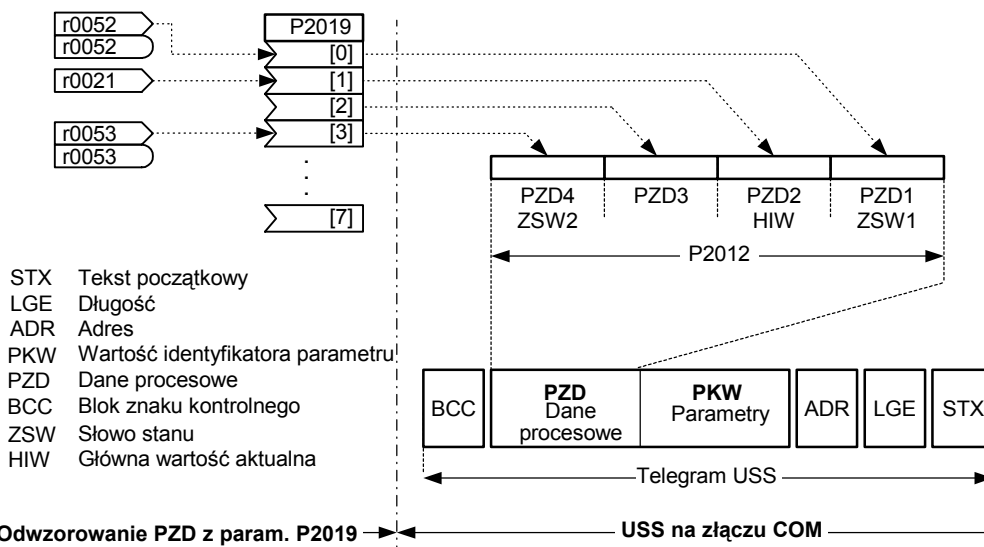 r0052
r0052
r0021
r0053
r0053
P2019
[0]
[1]
[2]
[3]
.
.
.
[7]
PZD4 PZD3 PZD2 PZD1
ZSW2 HIW ZSW1
P2012
STX Tekst początkowy
LGE Długość
ADR Adres
PKW Wartość identyfikatora parametru
PZD Dane procesowe
BCC Blok znaku kontrolnego
ZSW Słowo stanu
HIW Główna wartość aktualna
BCC
PZD
Dane
procesowe
PKW
Parametry
ADR
LGE
STX
Telegram USS
Odwzorowanie PZD z param. P2019
USS na złączu COM